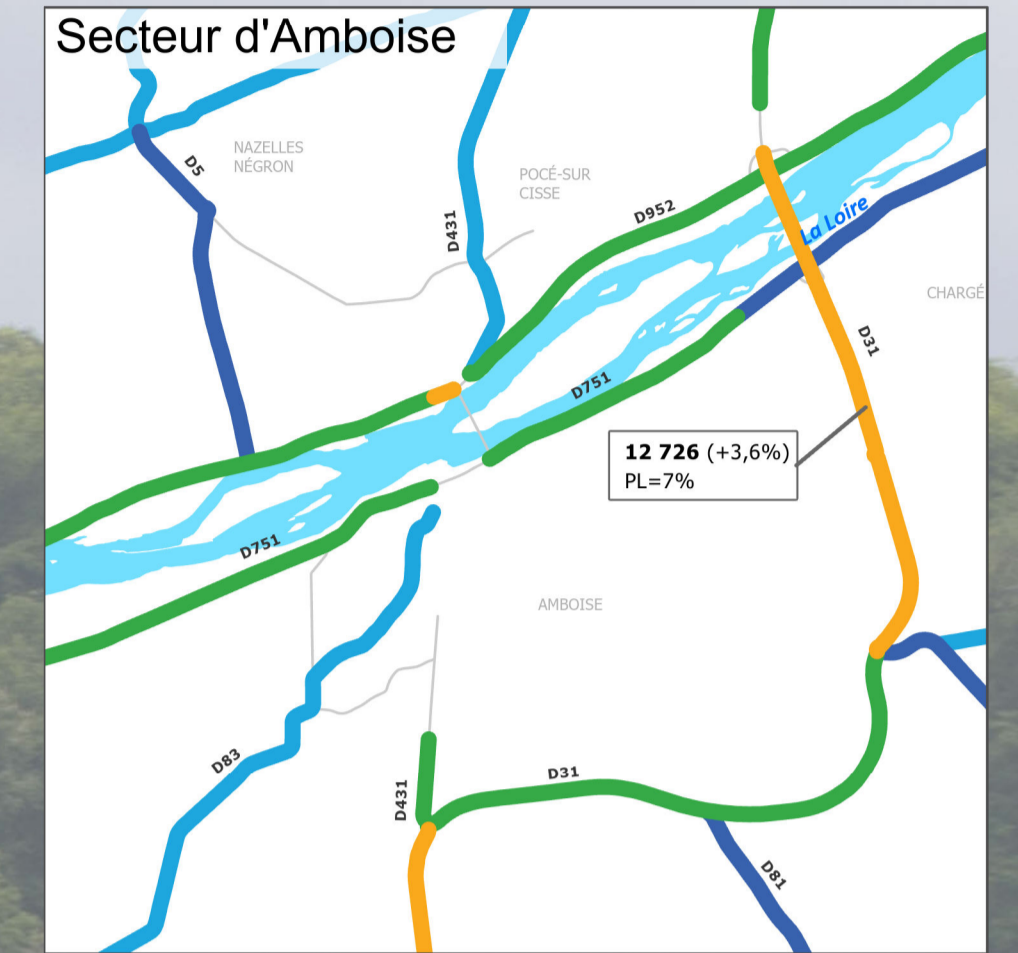 Secteur d'Amboise
NAZELLES
NÉGRON
D5
POCÉ-SUR
CISSE
D431
D952
La Loire
CHARGÉ
D31
D751
12 726 (+3,6%)
PL=7%
D751
AMBOISE
D83
D431
D31
D81